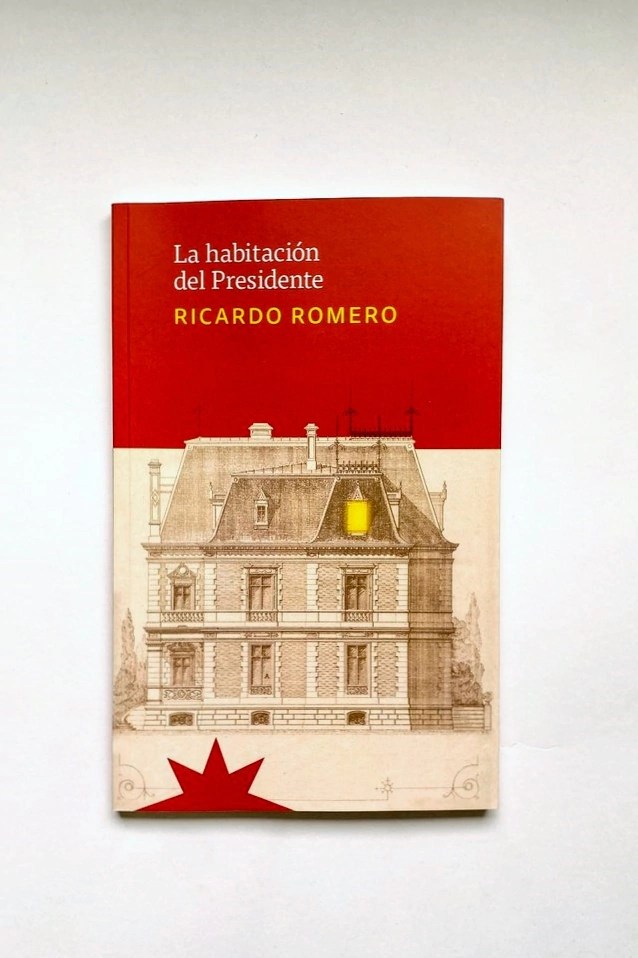 La habitación
del Presidente
RICARDO ROMERO